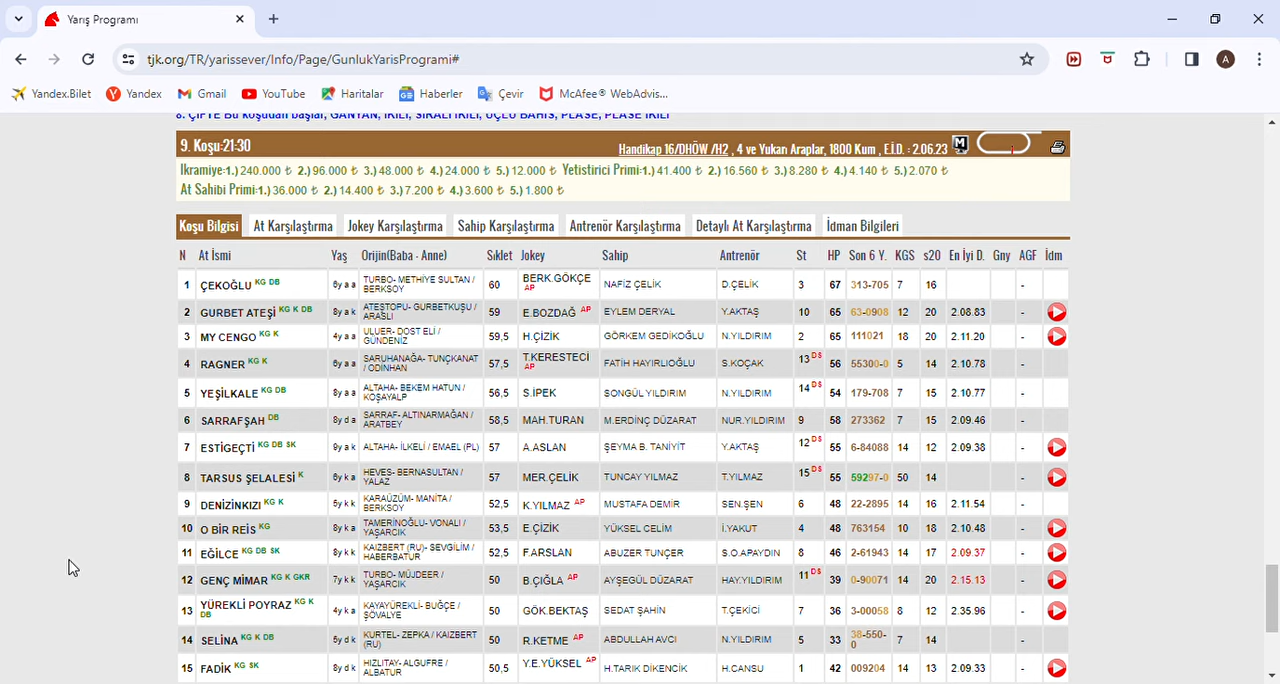 Yarış Programı
tjk.org/TR/yarissever/Info/Page/GunlukYarisProgrami#
A
Yandex.Bilet Yandex Gmail YouTube Haritalar Haberler Çevir McAfee® WebAdvis...
8. ÇİFTE Bu koşudan başlar, GANYAN, İKİLİ, SIRALI İKİLİ, ÜÇLÜ BAHİS, PLASE, PLASE İKİLİ
9. Koşu:21:30 Handikap 16/DHÖW /H2 , 4 ve Yukarı Araplar, 1800 Kum , E.İ.D. : 2.06.23 M
İkramiye:1.) 240.000 ₺ 2.) 96.000 ₺ 3.) 48.000 ₺ 4.) 24.000 ₺ 5.) 12.000 ₺ Yetistirici Primi:1.) 41.400 ₺ 2.) 16.560 ₺ 3.) 8.280 ₺ 4.) 4.140 ₺ 5.) 2.070 ₺
At Sahibi Primi:1.) 36.000 ₺ 2.) 14.400 ₺ 3.) 7.200 ₺ 4.) 3.600 ₺ 5.) 1.800 ₺
Koşu Bilgisi At Karşılaştırma Jokey Karşılaştırma Sahip Karşılaştırma Antrenör Karşılaştırma Detaylı At Karşılaştırma İdman Bilgileri
N At İsmi Yaş Orijin(Baba - Anne) Sıklet Jokey Sahip Antrenör St HP Son 6 Y. KGS s20 En İyi D. Gny AGF İdm
1 ÇEKOĞLU KG DB 6y a a TURBO- METHİYE SULTAN / BERKSOY 60 BERK.GÖKÇE AP NAFİZ ÇELİK D.ÇELİK 3 67 313-705 7 16 -
2 GURBET ATEŞİ KG K DB 8y a k ATEŞTOPU- GURBETKUŞU / ARASLI 59 E.BOZDAĞ AP EYLEM DERYAL Y.AKTAŞ 10 65 63-0908 12 20 2.08.83 -
3 MY CENGO KG K 4y a a ULUER- DOST ELİ / GÜNDENİZ 59,5 H.ÇİZİK GÖRKEM GEDİKOĞLU N.YILDIRIM 2 65 111021 18 20 2.11.20 -
4 RAGNER KG K 6y a a SARUHANAĞA- TUNÇKANAT / ODİNHAN 57,5 T.KERESTECİ AP FATİH HAYIRLIOĞLU S.KOÇAK 13 DS 56 55300-0 5 14 2.10.78 -
5 YEŞİLKALE KG DB 8y a a ALTAHA- BEKEM HATUN / KOŞAYALP 56,5 S.İPEK SONGÜL YILDIRIM N.YILDIRIM 14 DS 54 179-708 7 15 2.10.77 -
6 SARRAFŞAH DB 8y d a SARRAF- ALTINARMAĞAN / ARATBEY 58,5 MAH.TURAN M.ERDİNÇ DÜZARAT NUR.YILDIRIM 9 58 273362 7 15 2.09.46 -
7 ESTİGEÇTİ KG DB SK 9y a k ALTAHA- İLKELİ / EMAEL (PL) 57 A.ASLAN ŞEYMA B. TANİYİT Y.AKTAŞ 12 DS 55 6-84088 14 12 2.09.38 -
8 TARSUS ŞELALESİ K 6y a k HEVES- BERNASULTAN / YALAZ 57 MER.ÇELİK TUNCAY YILMAZ T.YILMAZ 15 DS 55 59297-0 50 14 -
9 DENİZİNKIZI KG K 5y k k KARAÜZÜM- MANİTA / BERKSOY 52,5 K.YILMAZ AP MUSTAFA DEMİR SEN.ŞEN 6 48 22-2895 14 16 2.11.54 -
10 O BİR REİS KG 8y k a TAMERİNOĞLU- VONALI / YAŞARCIK 53,5 E.ÇİZİK YÜKSEL CELİM İ.YAKUT 4 48 763154 10 18 2.10.48 -
11 EĞİLCE KG DB SK 8y k k KAIZBERT (RU)- SEVGİLİM / HABERBATUR 52,5 F.ARSLAN ABUZER TUNÇER S.O.APAYDIN 8 46 2-61943 14 17 2.09.37 -
12 GENÇ MİMAR KG K GKR 7y k k TURBO- MÜJDEER / YAŞARCIK 50 B.ÇIĞLA AP AYŞEGÜL DÜZARAT HAY.YILDIRIM 11 DS 39 0-90071 14 20 2.15.13 -
13 YÜREKLİ POYRAZ KG K DB 4y k a KAYAYÜREKLİ- BUĞÇE / ŞÖVALYE 50 GÖK.BEKTAŞ SEDAT ŞAHİN T.ÇEKİCİ 7 36 3-00058 8 12 2.35.96 -
14 SELİNA KG K DB 5y d k KURTEL- ZEPKA / KAIZBERT (RU) 50 R.KETME AP ABDULLAH AVCI N.YILDIRIM 5 33 38-550-0 7 14 -
15 FADİK KG SK 8y d k HIZLITAY- ALGUFRE / ALBATUR 50,5 Y.E.YÜKSEL AP H.TARIK DİKENCİK H.CANSU 1 42 009204 14 13 2.09.33 -